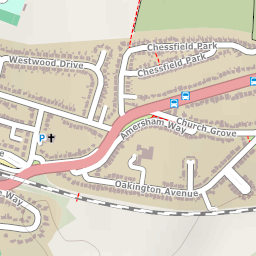 Chessfield Park
Westwood Drive
Chessfield Park
Amersham Way
Church Grove
P
Oakington Avenue
Way